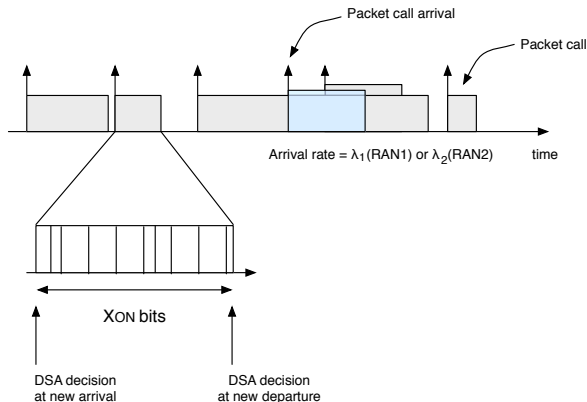 Packet call arrival
Packet call
Arrival rate = λ1(RAN1) or λ2(RAN2)
time
XON bits
DSA decision
at new arrival
DSA decision
at new departure